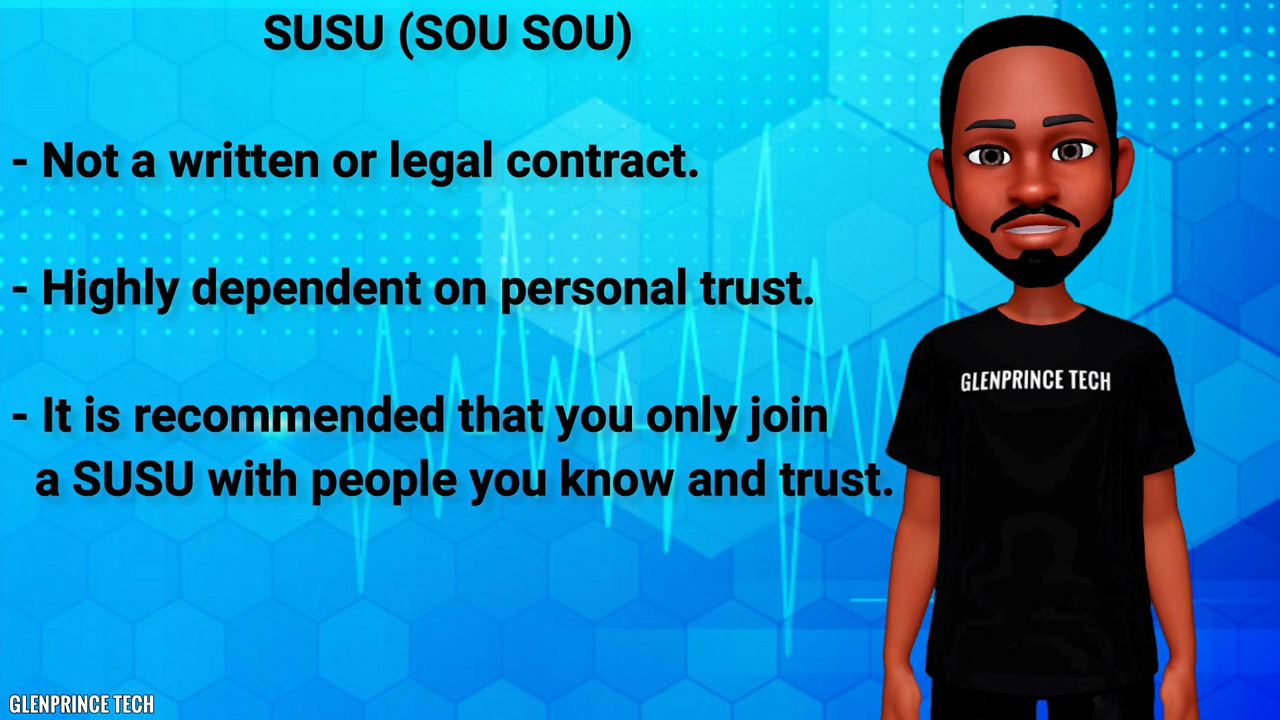 SUSU (SOU SOU)
- Not a written or legal contract.
- Highly dependent on personal trust.
- It is recommended that you only join
a SUSU with people you know and trust.
GLENPRINCE TECH
GLENPRINCE TECH